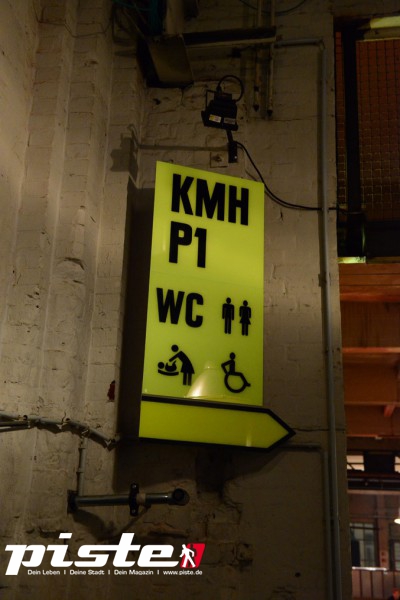 KMH
P1
WC
piste
Dein Leben I Deine Stadt I Dein Magazin I www.piste.de